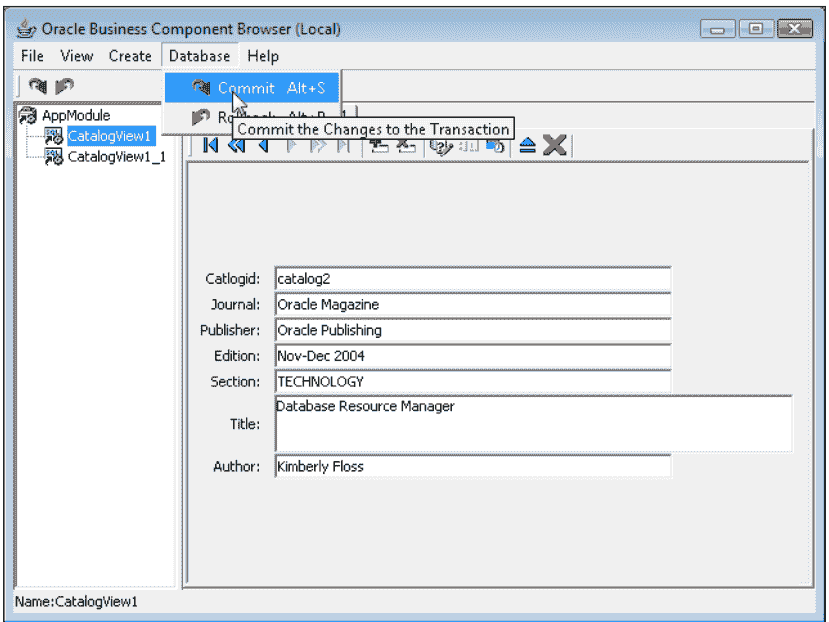 Oracle Business Component Browser (Local)
File View Create Database Help
Commit Alt+S
Commit the Changes to the Transaction
AppModule
CatalogView1
CatalogView1_1
Catlogid: catalog2
Journal: Oracle Magazine
Publisher: Oracle Publishing
Edition: Nov-Dec 2004
Section: TECHNOLOGY
Title: Database Resource Manager
Author: Kimberly Floss
Name:CatalogView1